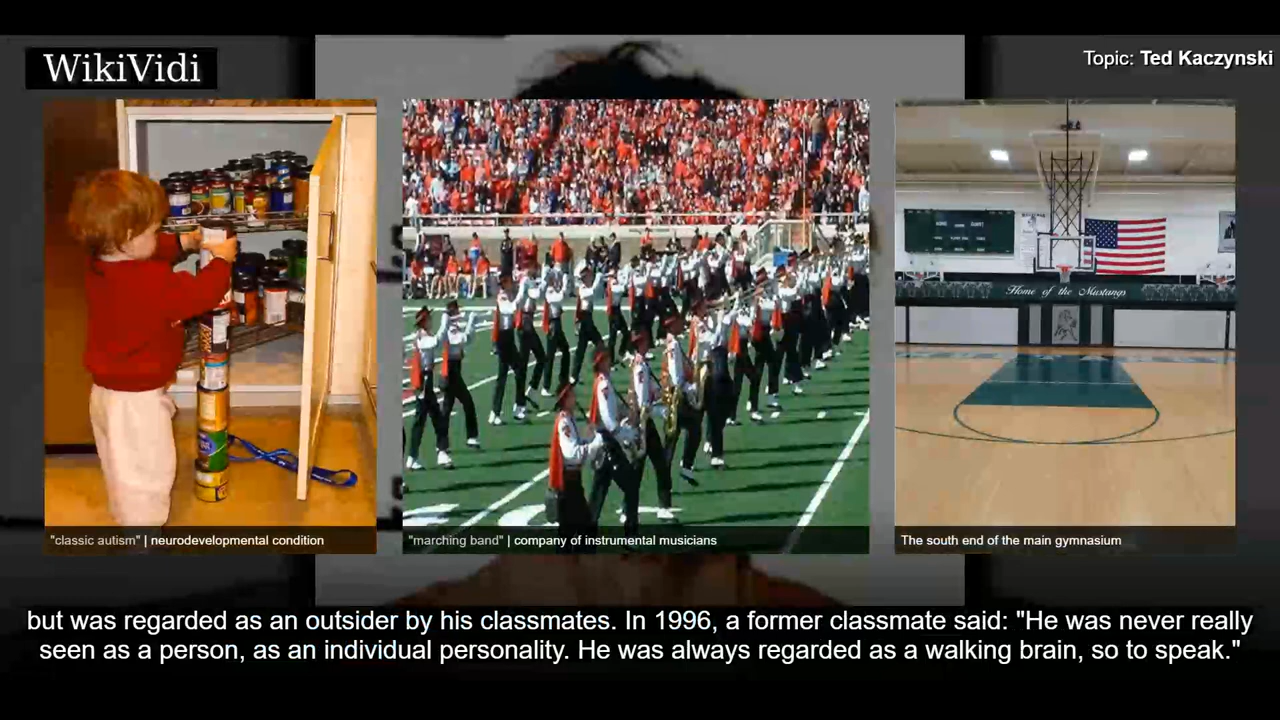 WikiVidi
Topic: Ted Kaczynski
Home of the Mustangs
"classic autism" | neurodevelopmental condition
"marching band" | company of instrumental musicians
The south end of the main gymnasium
but was regarded as an outsider by his classmates. In 1996, a former classmate said: "He was never really
seen as a person, as an individual personality. He was always regarded as a walking brain, so to speak."